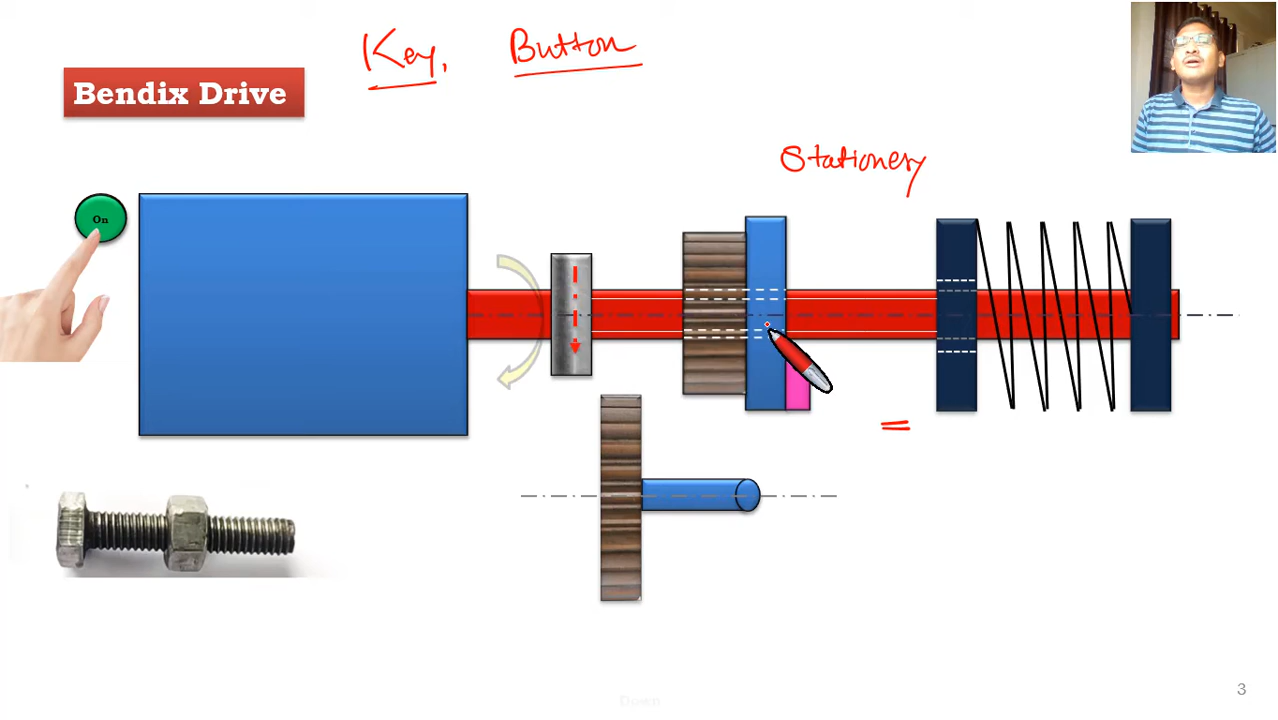 Key, Button
Bendix Drive
Stationery
On
=
3